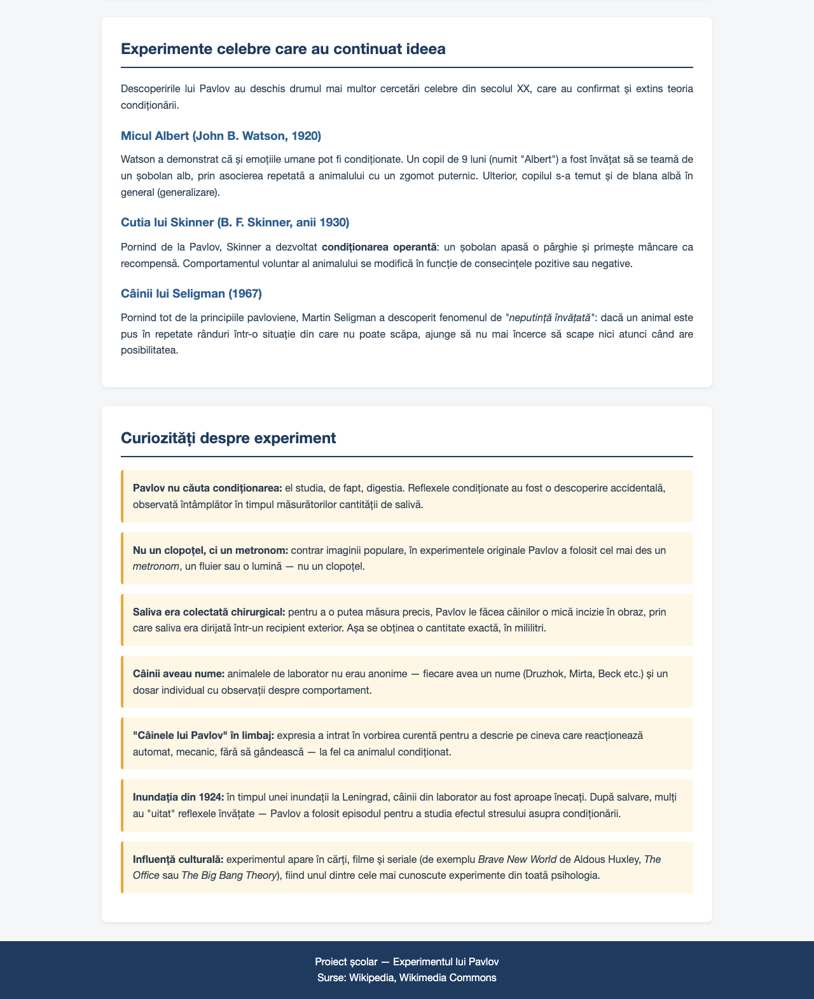 Experimente celebre care au continuat ideea
Descoperirile lui Pavlov au deschis drumul mai multor cercetări celebre din secolul XX, care au confirmat și extins teoria
condiționării.
Micul Albert (John B. Watson, 1920)
Watson a demonstrat că și emoțiile umane pot fi condiționate. Un copil de 9 luni (numit "Albert") a fost învățat să se teamă de
un șobolan alb, prin asocierea repetată a animalului cu un zgomot puternic. Ulterior, copilul s-a temut și de blana albă în
general (generalizare).
Cutia lui Skinner (B. F. Skinner, anii 1930)
Pornind de la Pavlov, Skinner a dezvoltat condiționarea operantă: un șobolan apasă o pârghie și primește mâncare ca
recompensă. Comportamentul voluntar al animalului se modifică în funcție de consecințele pozitive sau negative.
Câinii lui Seligman (1967)
Pornind tot de la principiile pavloviene, Martin Seligman a descoperit fenomenul de "neputință învățată": dacă un animal este
pus în repetate rânduri într-o situație din care nu poate scăpa, ajunge să nu mai încerce să scape nici atunci când are
posibilitatea.
Curiozități despre experiment
Pavlov nu căuta condiționarea: el studia, de fapt, digestia. Reflexele condiționate au fost o descoperire accidentală,
observată întâmplător în timpul măsurătorilor cantității de salivă.
Nu un clopoțel, ci un metronom: contrar imaginii populare, în experimentele originale Pavlov a folosit cel mai des un
metronom, un fluier sau o lumină — nu un clopoțel.
Saliva era colectată chirurgical: pentru a o putea măsura precis, Pavlov le făcea câinilor o mică incizie în obraz, prin
care saliva era dirijată într-un recipient exterior. Așa se obținea o cantitate exactă, în mililitri.
Câinii aveau nume: animalele de laborator nu erau anonime — fiecare avea un nume (Druzhok, Mirta, Beck etc.) și un
dosar individual cu observații despre comportament.
"Câinele lui Pavlov" în limbaj: expresia a intrat în vorbirea curentă pentru a descrie pe cineva care reacționează
automat, mecanic, fără să gândească — la fel ca animalul condiționat.
Inundația din 1924: în timpul unei inundații la Leningrad, câinii din laborator au fost aproape înecați. După salvare, mulți
au "uitat" reflexele învățate — Pavlov a folosit episodul pentru a studia efectul stresului asupra condiționării.
Influență culturală: experimentul apare în cărți, filme și seriale (de exemplu Brave New World de Aldous Huxley, The
Office sau The Big Bang Theory), fiind unul dintre cele mai cunoscute experimente din toată psihologia.
Proiect școlar — Experimentul lui Pavlov
Surse: Wikipedia, Wikimedia Commons